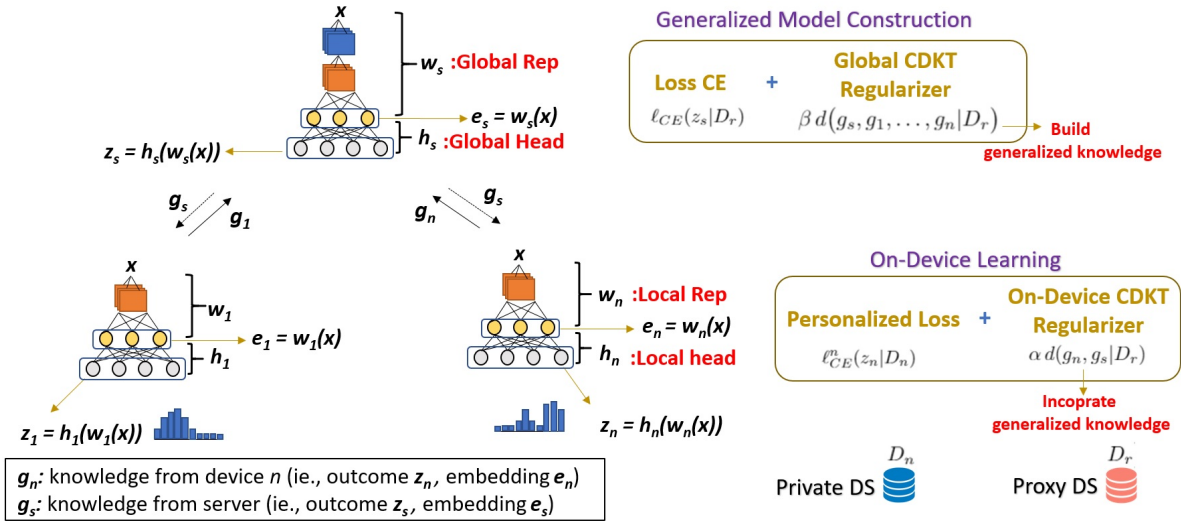 x
w_s :Global Rep
e_s = w_s(x)
h_s :Global Head
z_s = h_s(w_s(x))
g_s
g_1
g_n
g_s
x
w_1
e_1 = w_1(x)
h_1
z_1 = h_1(w_1(x))
x
w_n :Local Rep
e_n = w_n(x)
h_n :Local head
z_n = h_n(w_n(x))
g_n: knowledge from device n (ie., outcome z_n, embedding e_n)
g_s: knowledge from server (ie., outcome z_s, embedding e_s)
Generalized Model Construction
Loss CE
+
Global CDKT
Regularizer
ℓ_CE(z_s|D_r)
β d(g_s, g_1, . . . , g_n|D_r)
Build
generalized knowledge
On-Device Learning
Personalized Loss
+
On-Device CDKT
Regularizer
ℓ^n_CE(z_n|D_n)
α d(g_n, g_s|D_r)
Incoprate
generalized knowledge
D_n
Private DS
D_r
Proxy DS